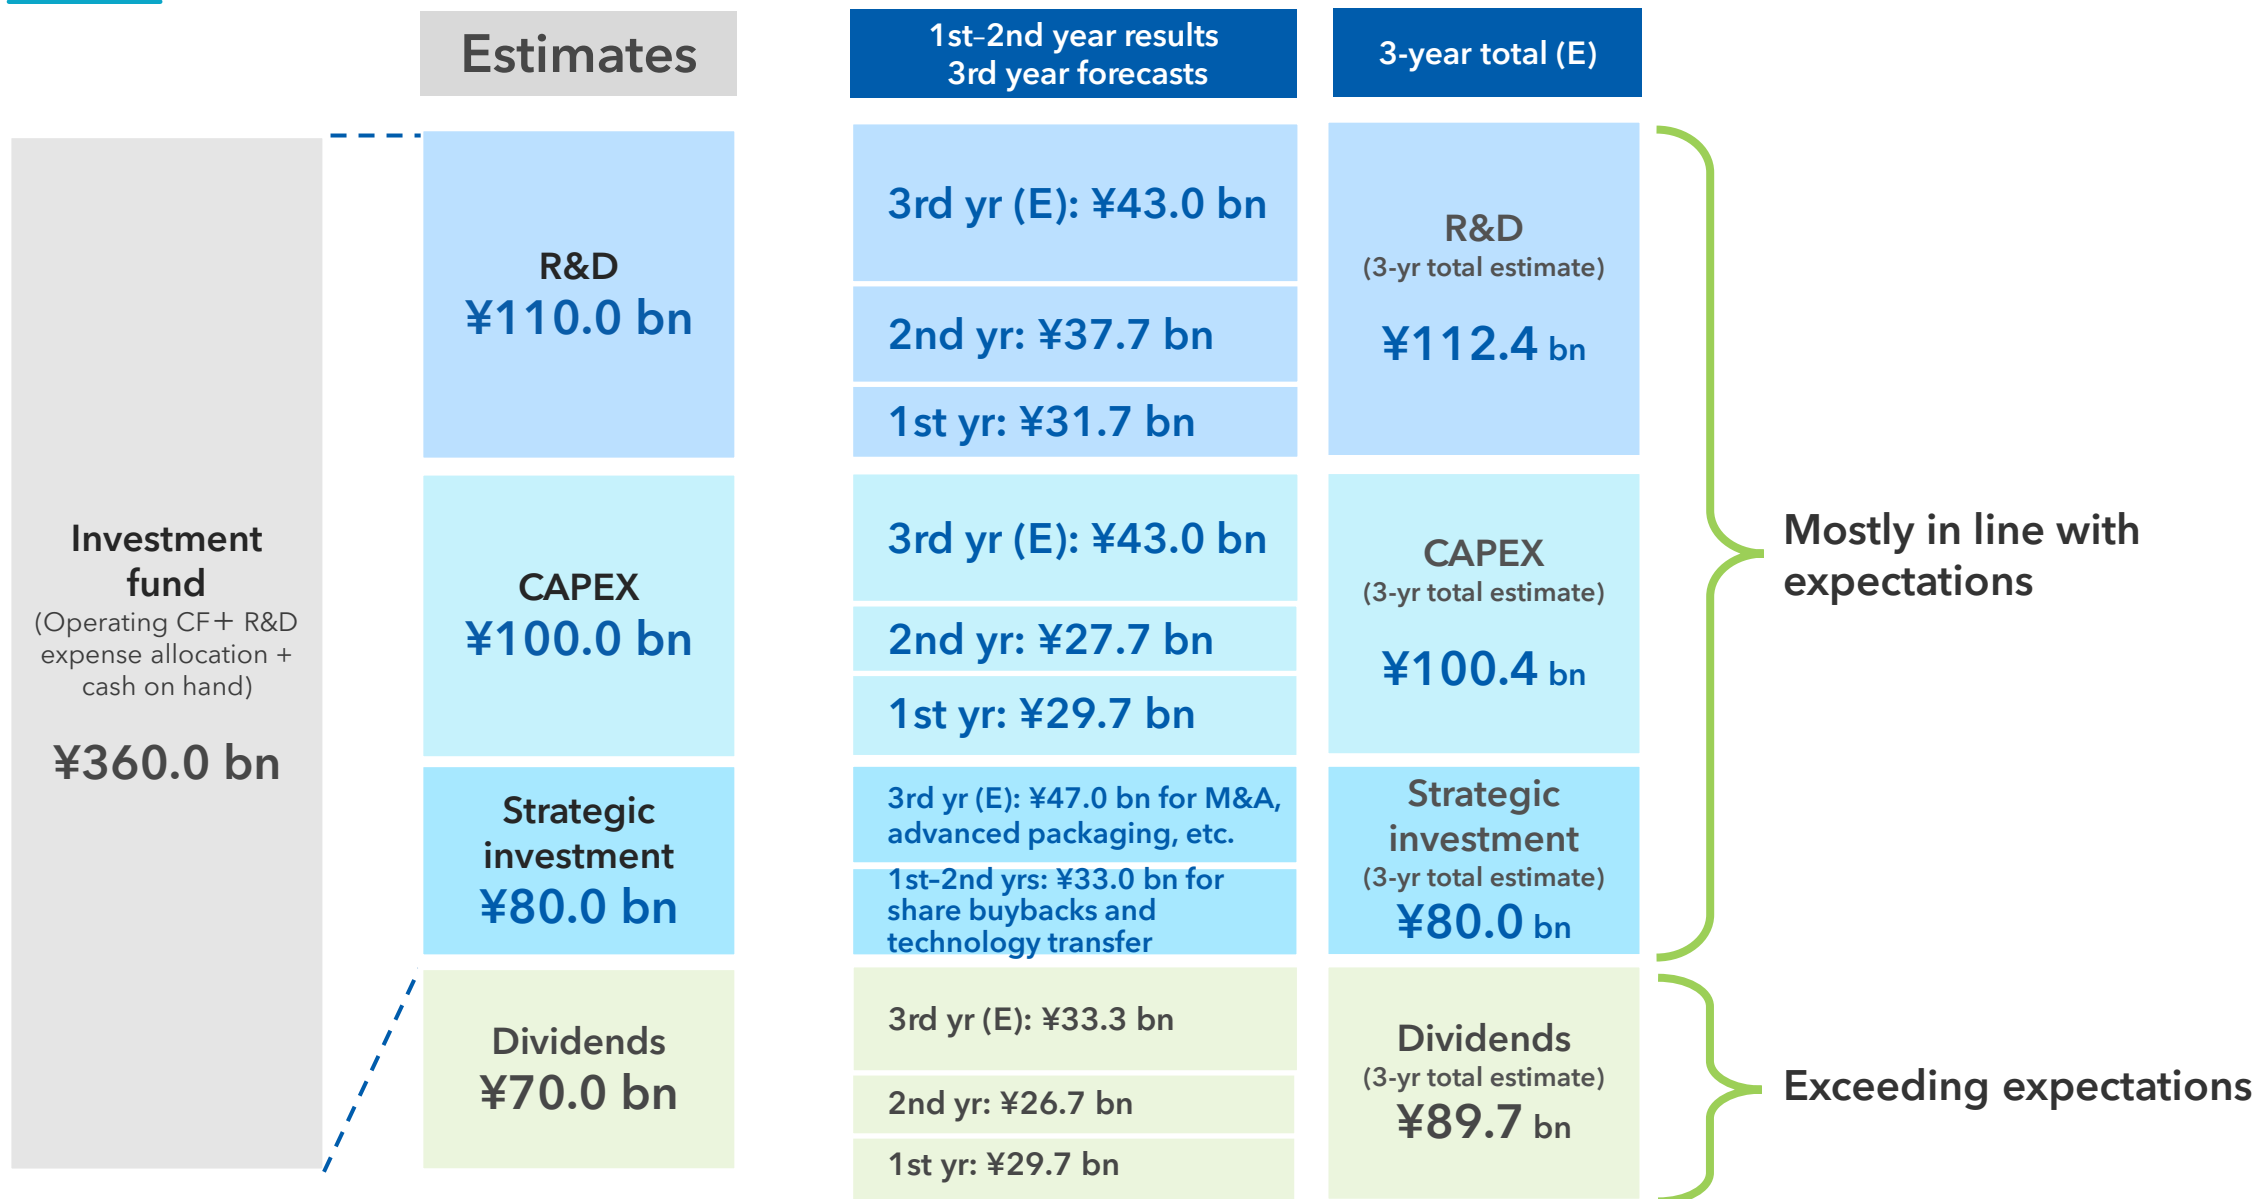 Estimates
1st–2nd year results
3rd year forecasts
3-year total (E)
Investment
fund
(Operating CF+ R&D
expense allocation +
cash on hand)
¥360.0 bn
R&D
¥110.0 bn
3rd yr (E): ¥43.0 bn
2nd yr: ¥37.7 bn
1st yr: ¥31.7 bn
R&D
(3-yr total estimate)
¥112.4 bn
CAPEX
¥100.0 bn
3rd yr (E): ¥43.0 bn
2nd yr: ¥27.7 bn
1st yr: ¥29.7 bn
CAPEX
(3-yr total estimate)
¥100.4 bn
Strategic
investment
¥80.0 bn
3rd yr (E): ¥47.0 bn for M&A,
advanced packaging, etc.
1st–2nd yrs: ¥33.0 bn for
share buybacks and
technology transfer
Strategic
investment
(3-yr total estimate)
¥80.0 bn
Mostly in line with
expectations
Dividends
¥70.0 bn
3rd yr (E): ¥33.3 bn
2nd yr: ¥26.7 bn
1st yr: ¥29.7 bn
Dividends
(3-yr total estimate)
¥89.7 bn
Exceeding expectations